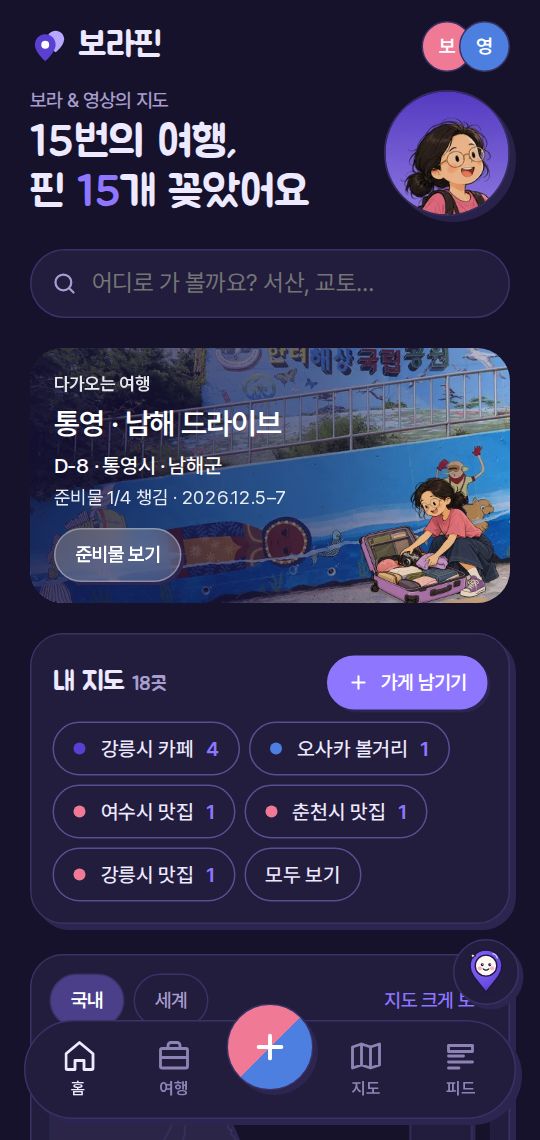 보라핀
보 영
보라 & 영상의 지도
15번의 여행,
핀 15개 꽂았어요
어디로 가 볼까요? 서산, 교토...
다가오는 여행
통영 · 남해 드라이브
D-8 · 통영시 · 남해군
준비물 1/4 챙김 · 2026.12.5–7
준비물 보기
내 지도 18곳
+ 가게 남기기
강릉시 카페 4
오사카 볼거리 1
여수시 맛집 1
춘천시 맛집 1
강릉시 맛집 1
모두 보기
국내
세계
지도 크게
홈
여행
지도
피드